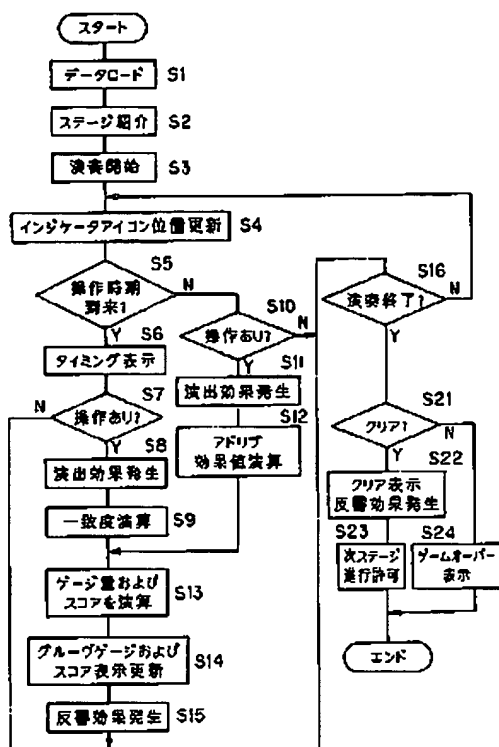 スタート
データロード S1
ステージ紹介 S2
演奏開始 S3
インジケータアイコン位置更新 S4
操作時期
到来? S5
N
Y
タイミング表示 S6
操作あり? S7
N
Y
演出効果発生 S8
一致度演算 S9
操作あり? S10
N
Y
演出効果発生 S11
アドリブ
効果値演算 S12
ゲージ量および
スコアを演算 S13
グルーヴゲージおよび
スコア表示更新 S14
反響効果発生 S15
演奏終了? S16
N
Y
クリア? S21
N
Y
クリア表示
反響効果発生 S22
次ステージ
進行許可 S23
ゲームオーバー
表示 S24
エンド